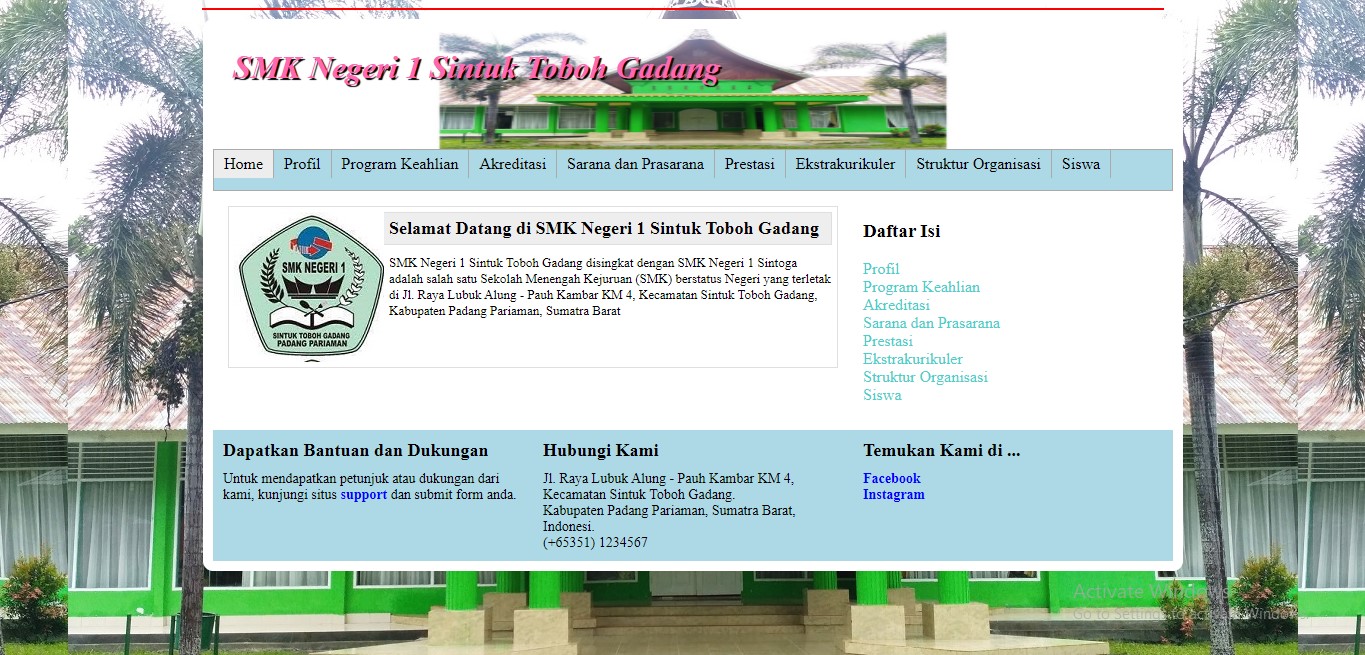 SMK Negeri 1 Sintuk Toboh Gadang
Home Profil Program Keahlian Akreditasi Sarana dan Prasarana Prestasi Ekstrakurikuler Struktur Organisasi Siswa
SMK NEGERI 1
SINTUK TOBOH GADANG
PADANG PARIAMAN
Selamat Datang di SMK Negeri 1 Sintuk Toboh Gadang
SMK Negeri 1 Sintuk Toboh Gadang disingkat dengan SMK Negeri 1 Sintoga
adalah salah satu Sekolah Menengah Kejuruan (SMK) berstatus Negeri yang terletak
di Jl. Raya Lubuk Alung - Pauh Kambar KM 4, Kecamatan Sintuk Toboh Gadang,
Kabupaten Padang Pariaman, Sumatra Barat
Daftar Isi
Profil
Program Keahlian
Akreditasi
Sarana dan Prasarana
Prestasi
Ekstrakurikuler
Struktur Organisasi
Siswa
Dapatkan Bantuan dan Dukungan
Untuk mendapatkan petunjuk atau dukungan dari
kami, kunjungi situs support dan submit form anda.
Hubungi Kami
Jl. Raya Lubuk Alung - Pauh Kambar KM 4,
Kecamatan Sintuk Toboh Gadang.
Kabupaten Padang Pariaman, Sumatra Barat,
Indonesi.
(+65351) 1234567
Temukan Kami di ...
Facebook
Instagram
Activate Windows
Go to Settings to activate Windows.